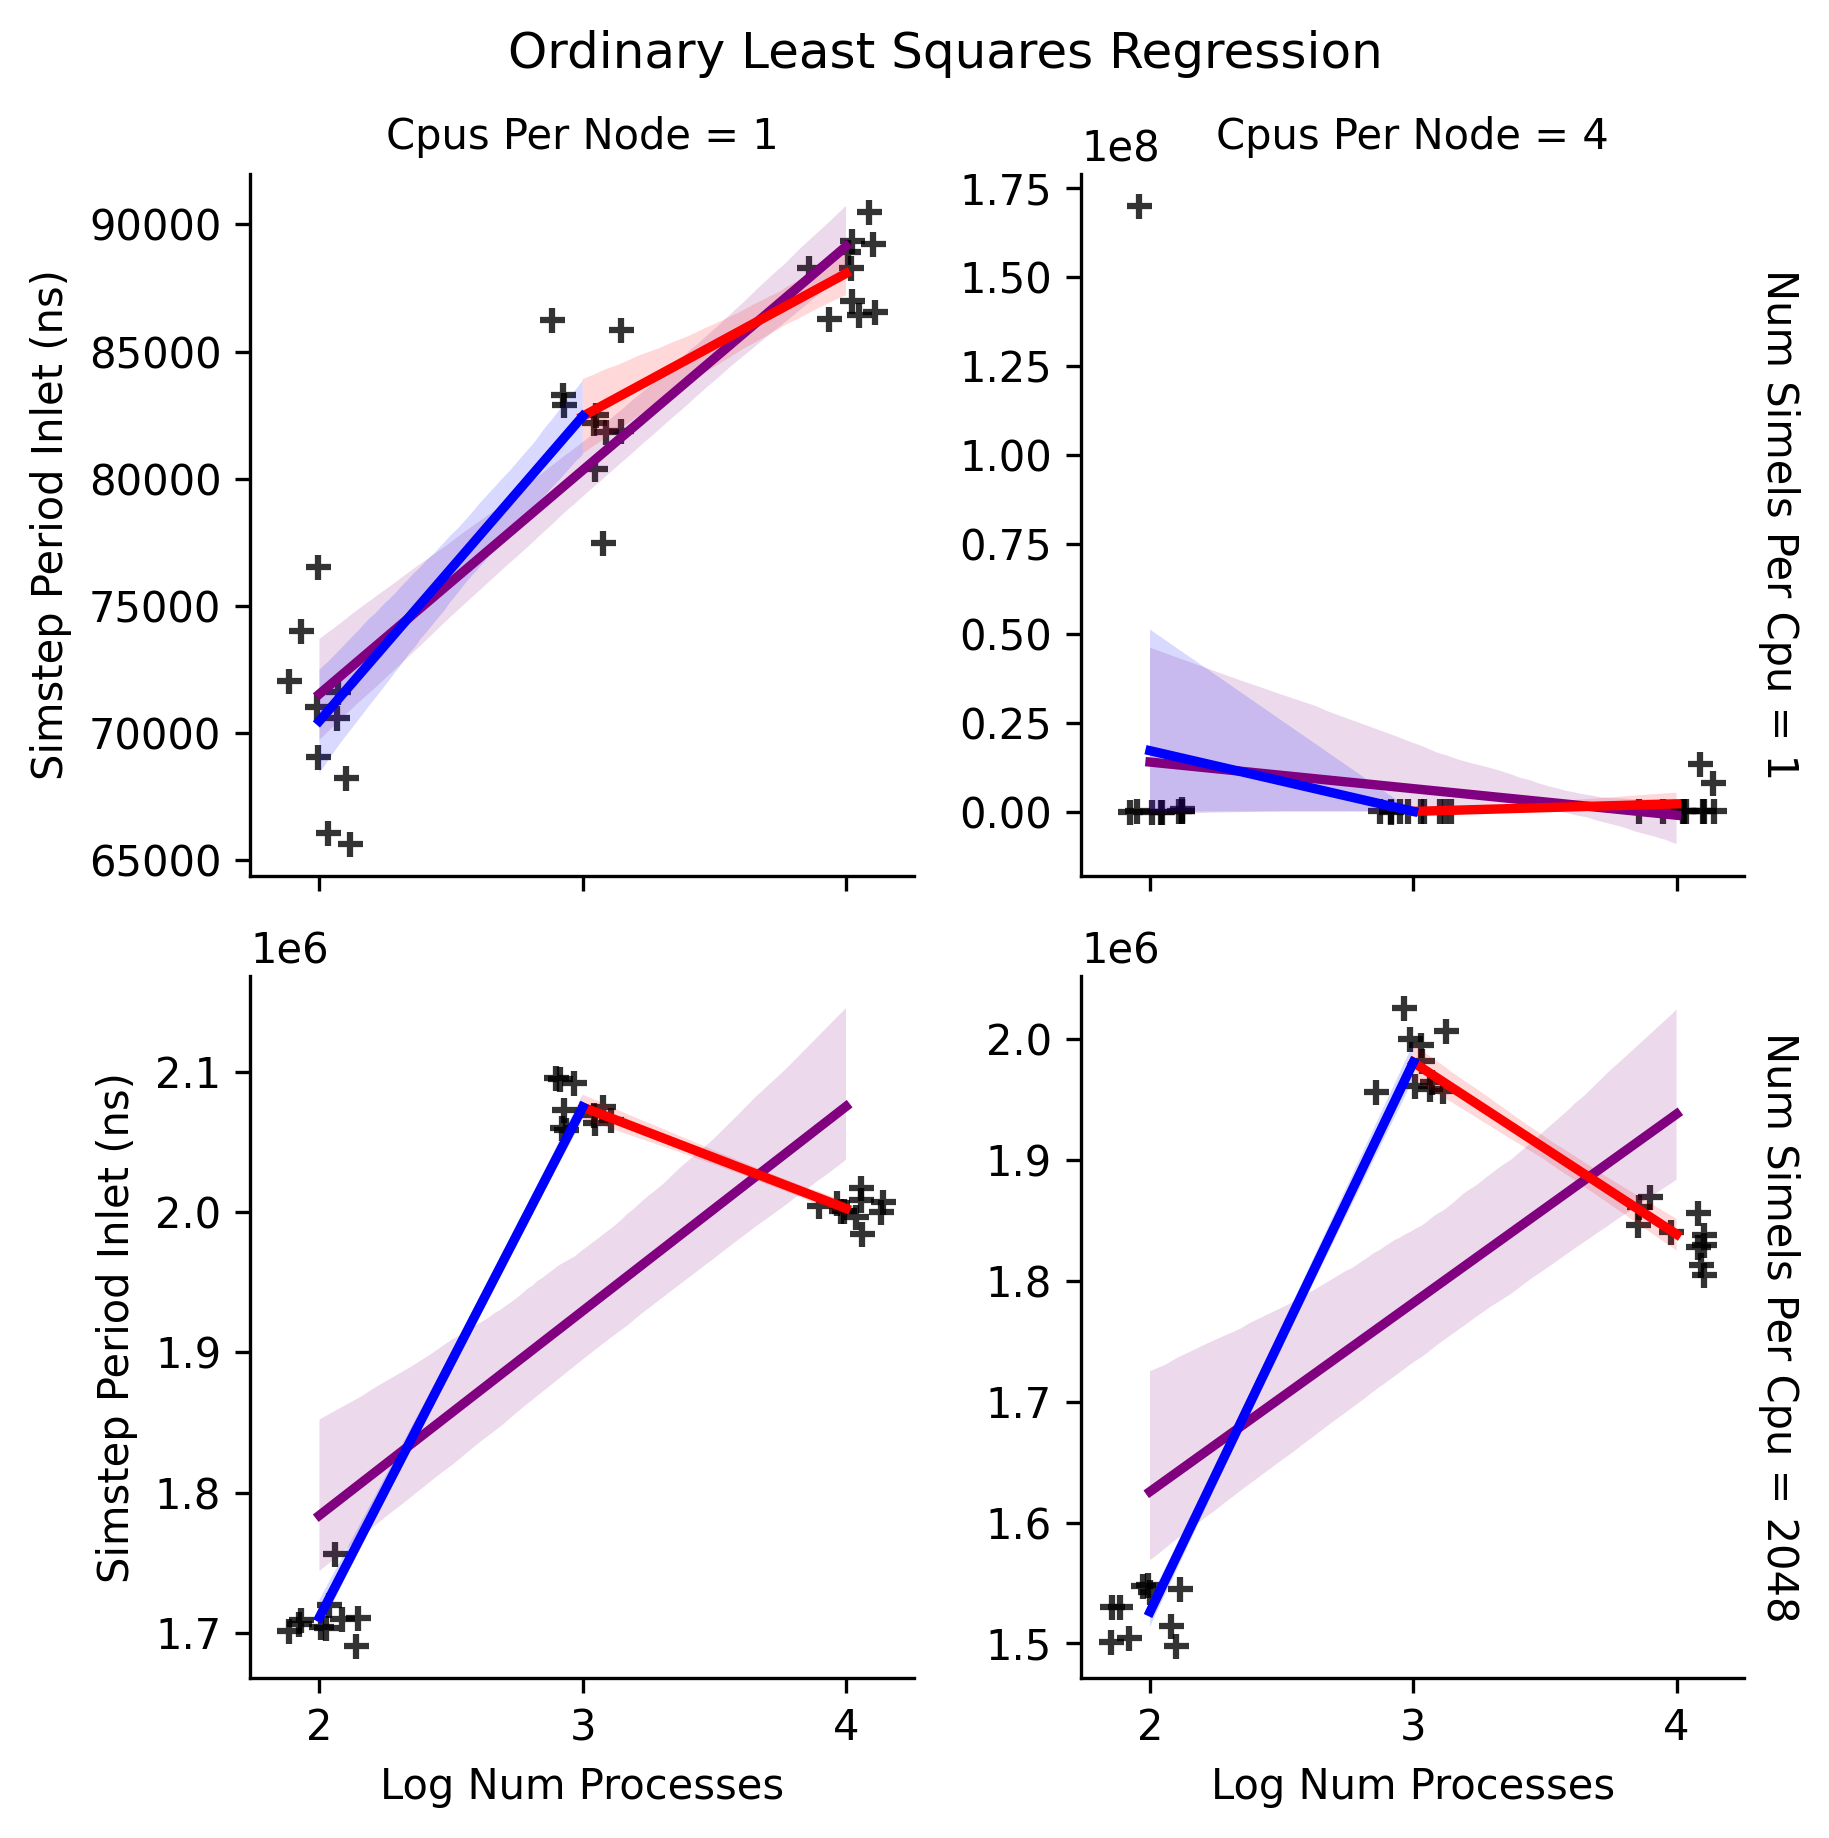 Ordinary Least Squares Regression
Cpus Per Node = 1
Cpus Per Node = 4
Simstep Period Inlet (ns)
90000
85000
80000
75000
70000
65000
1e8
1.75
1.50
1.25
1.00
0.75
0.50
0.25
0.00
Num Simels Per Cpu = 1
Simstep Period Inlet (ns)
1e6
2.1
2.0
1.9
1.8
1.7
2
3
4
Log Num Processes
1e6
2.0
1.9
1.8
1.7
1.6
1.5
2
3
4
Log Num Processes
Num Simels Per Cpu = 2048